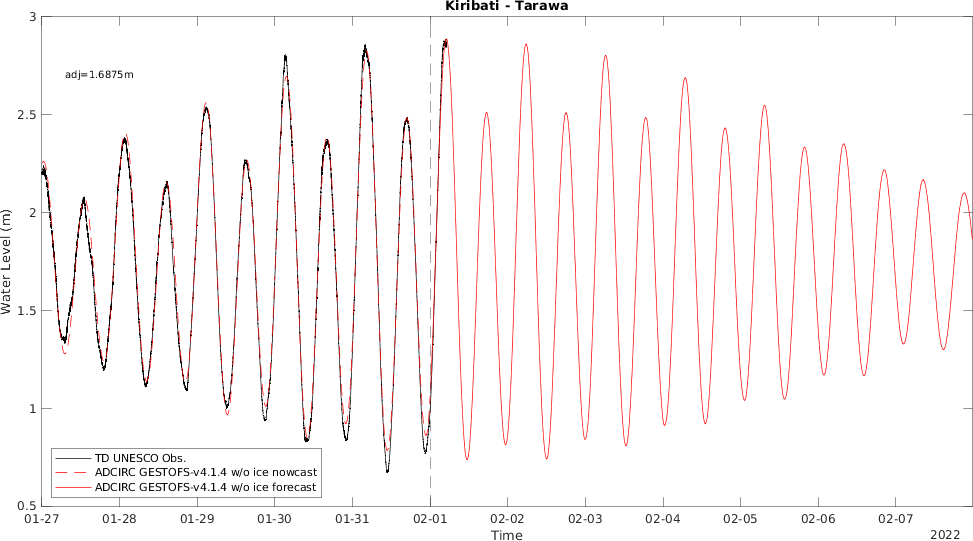 Kiribati - Tarawa
adj=1.6875m
3
2.5
2
1.5
1
0.5
Water Level (m)
TD UNESCO Obs.
ADCIRC GESTOFS-v4.1.4 w/o ice nowcast
ADCIRC GESTOFS-v4.1.4 w/o ice forecast
01-27 01-28 01-29 01-30 01-31 02-01 02-02 02-03 02-04 02-05 02-06 02-07
Time
2022